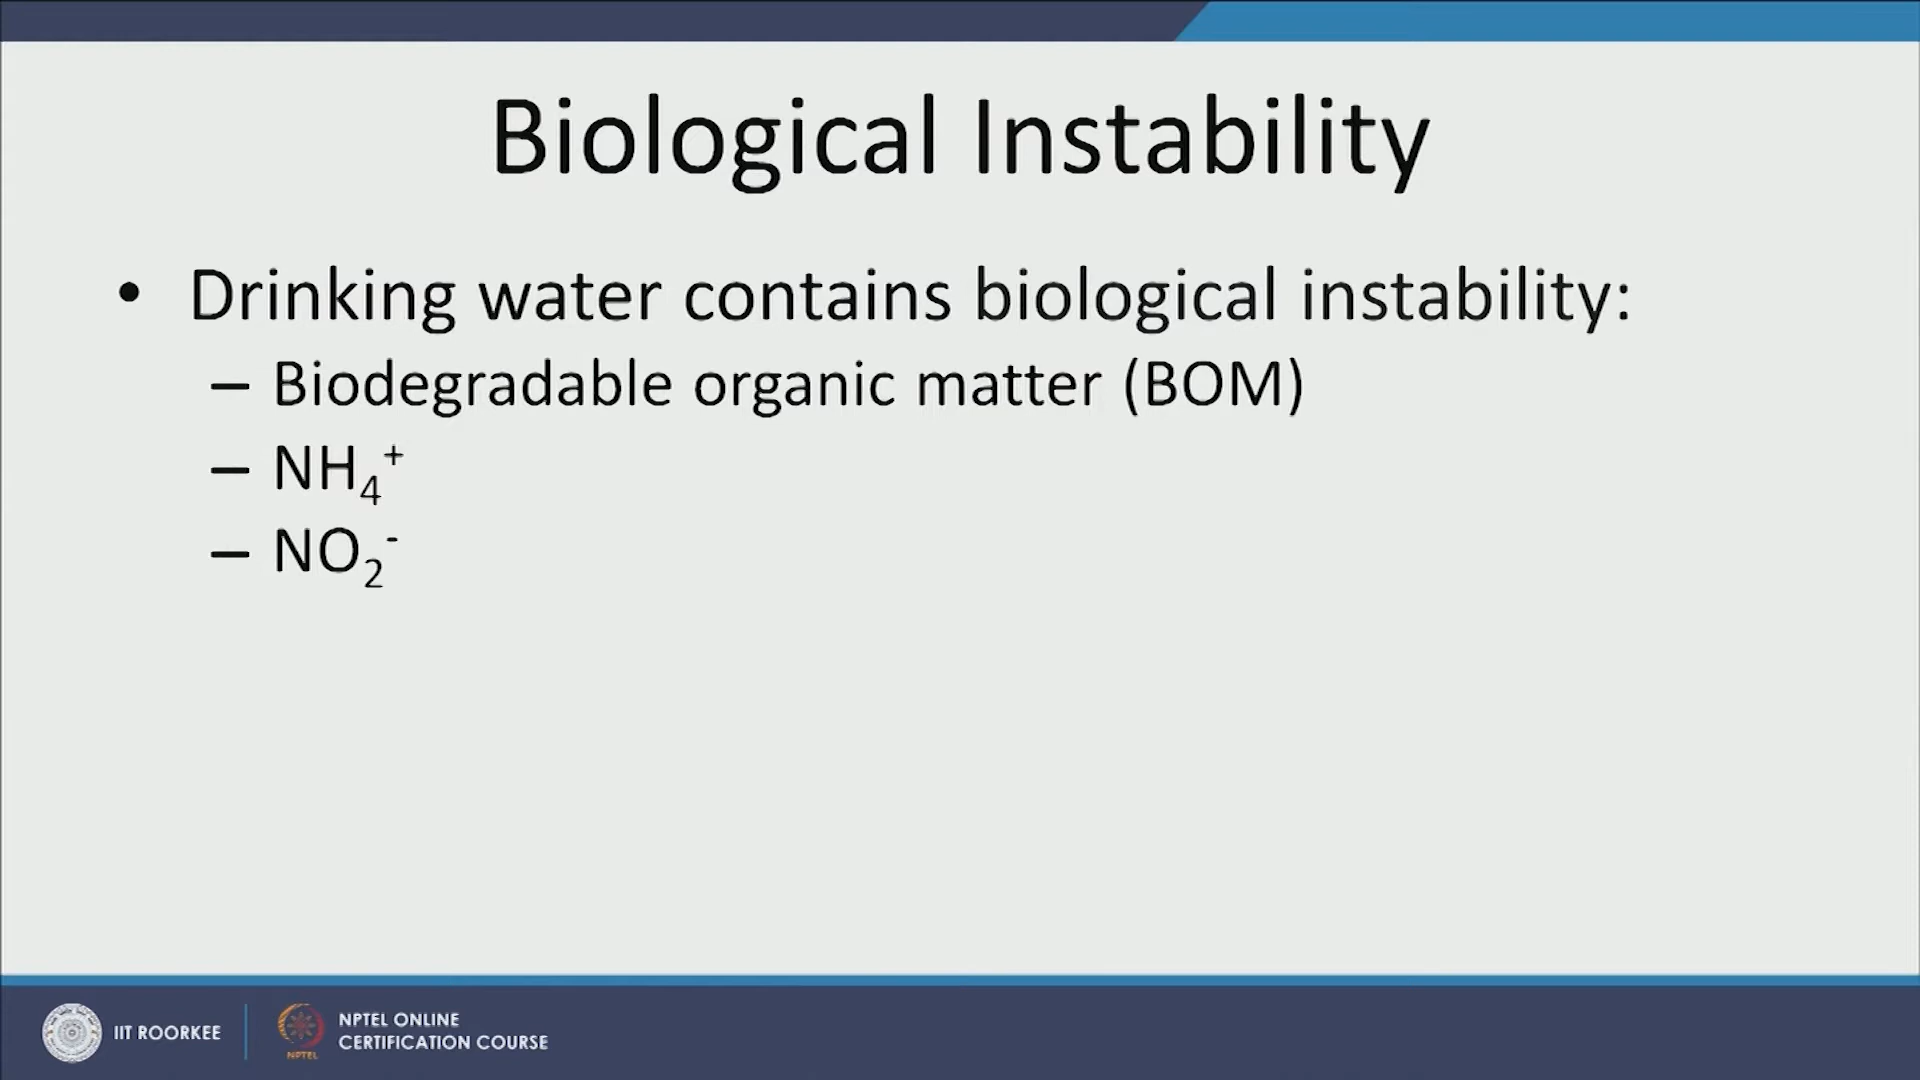 Biological Instability
• Drinking water contains biological instability:
– Biodegradable organic matter (BOM)
– NH₄⁺
– NO₂⁻
IIT ROORKEE
NPTEL
NPTEL ONLINE
CERTIFICATION COURSE